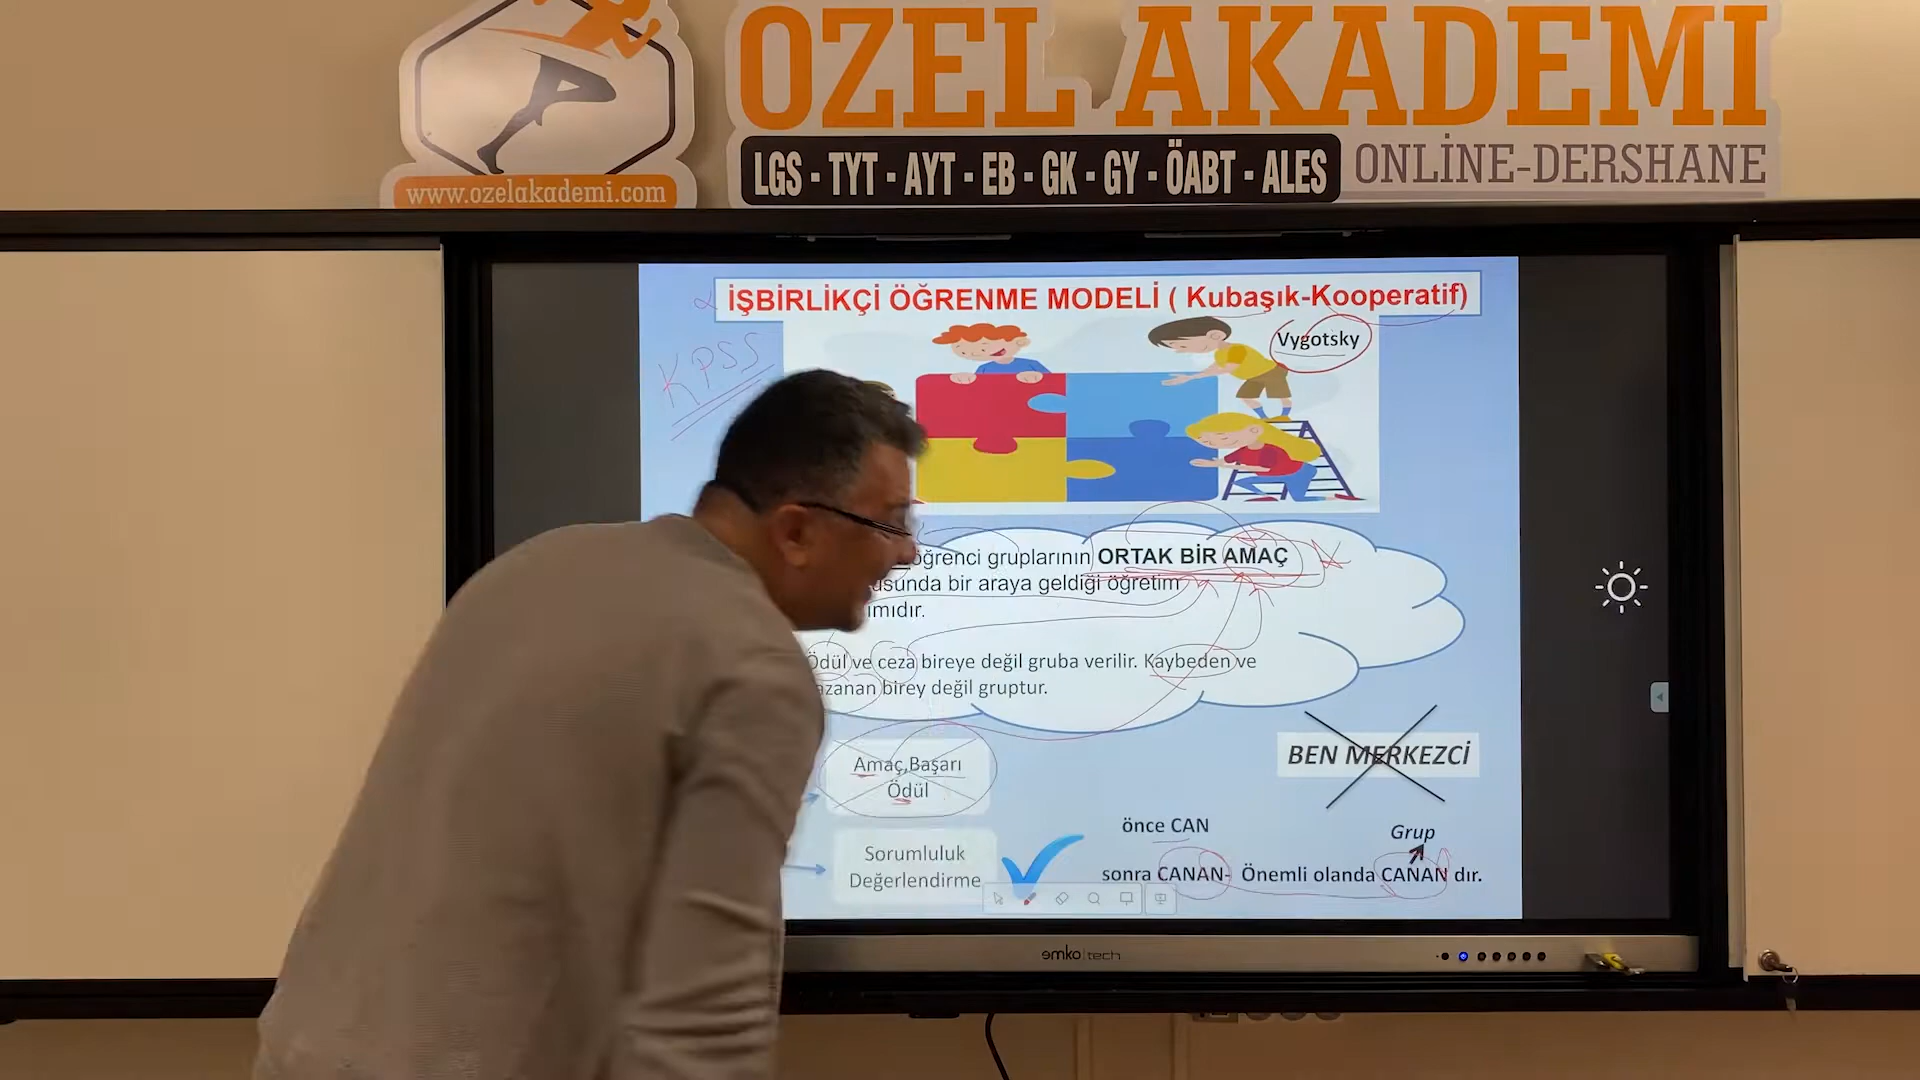 OZEL AKADEMİ
LGS - TYT - AYT - EB - GK - GY - ÖABT - ALES
ONLİNE-DERSHANE
www.ozelakademi.com
İŞBİRLİKÇİ ÖĞRENME MODELİ ( Kubaşık-Kooperatif)
KPSS
Vygotsky
öğrenci gruplarının ORTAK BİR AMAÇ
bir araya geldiği öğretim
Ödül ve ceza bireye değil gruba verilir. Kaybeden ve
birey değil gruptur.
Amaç,Başarı
Ödül
BEN MERKEZCİ
önce CAN
Grup
sonra CANAN- Önemli olanda CANAN dır.
Sorumluluk
Değerlendirme
emko tech